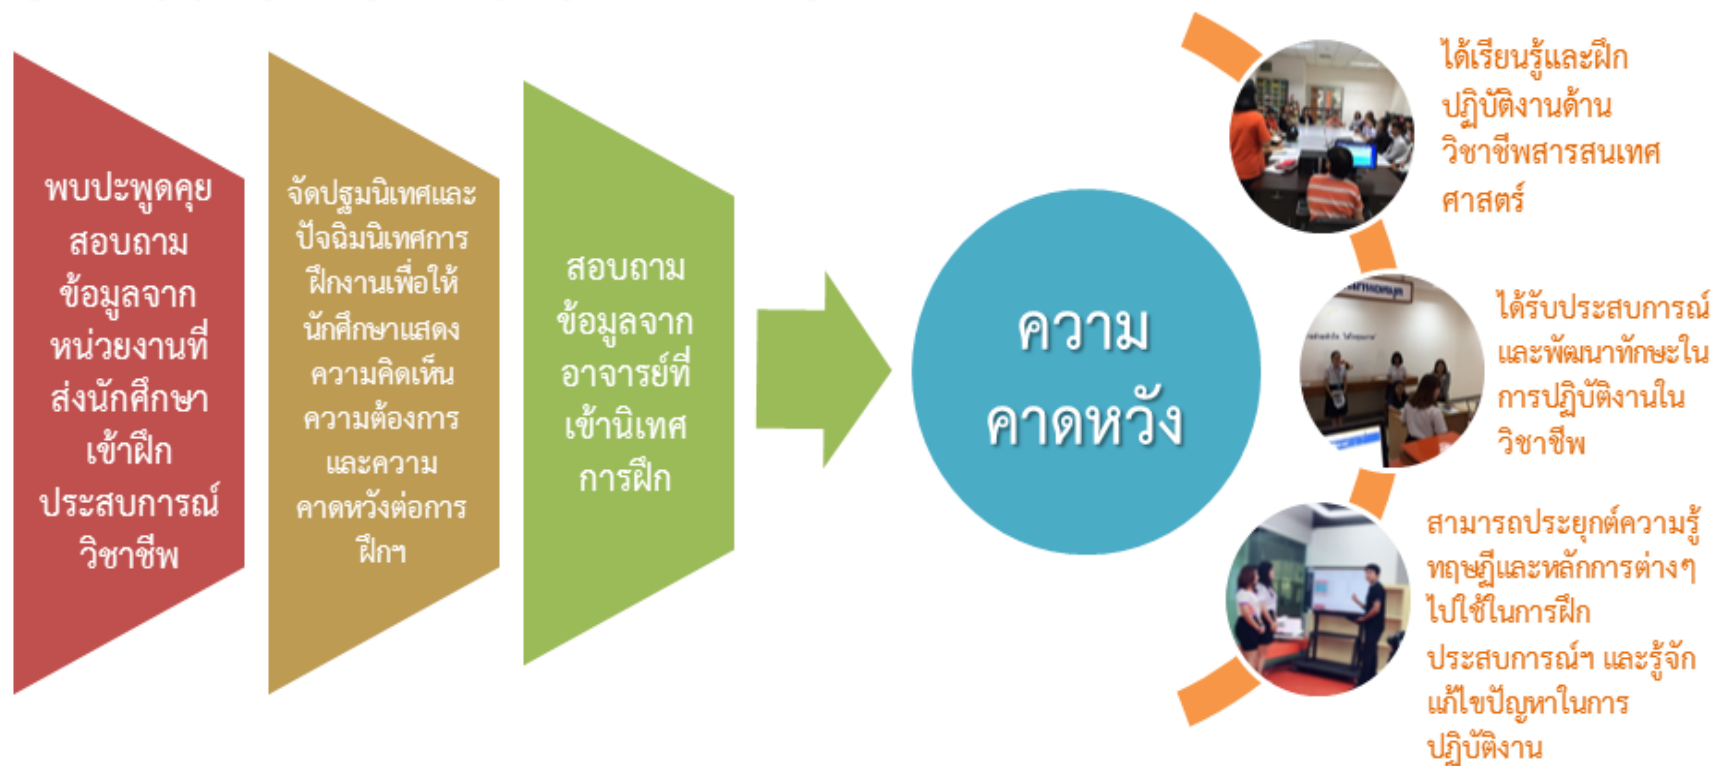 พบปะพูดคุย
สอบถาม
ข้อมูลจาก
หน่วยงานที่
ส่งนักศึกษา
เข้าฝึก
ประสบการณ์
วิชาชีพ
จัดปฐมนิเทศและ
ปัจฉิมนิเทศการ
ฝึกงานเพื่อให้
นักศึกษาแสดง
ความคิดเห็น
ความต้องการ
และความ
คาดหวังต่อการ
ฝึกฯ
สอบถาม
ข้อมูลจาก
อาจารย์ที่
เข้านิเทศ
การฝึก
ความ
คาดหวัง
ได้เรียนรู้และฝึก
ปฏิบัติงานด้าน
วิชาชีพสารสนเทศ
ศาสตร์
ได้รับประสบการณ์
และพัฒนาทักษะใน
การปฏิบัติงานใน
วิชาชีพ
สามารถประยุกต์ความรู้
ทฤษฎีและหลักการต่างๆ
ไปใช้ในการฝึก
ประสบการณ์ฯ และรู้จัก
แก้ไขปัญหาในการ
ปฏิบัติงาน